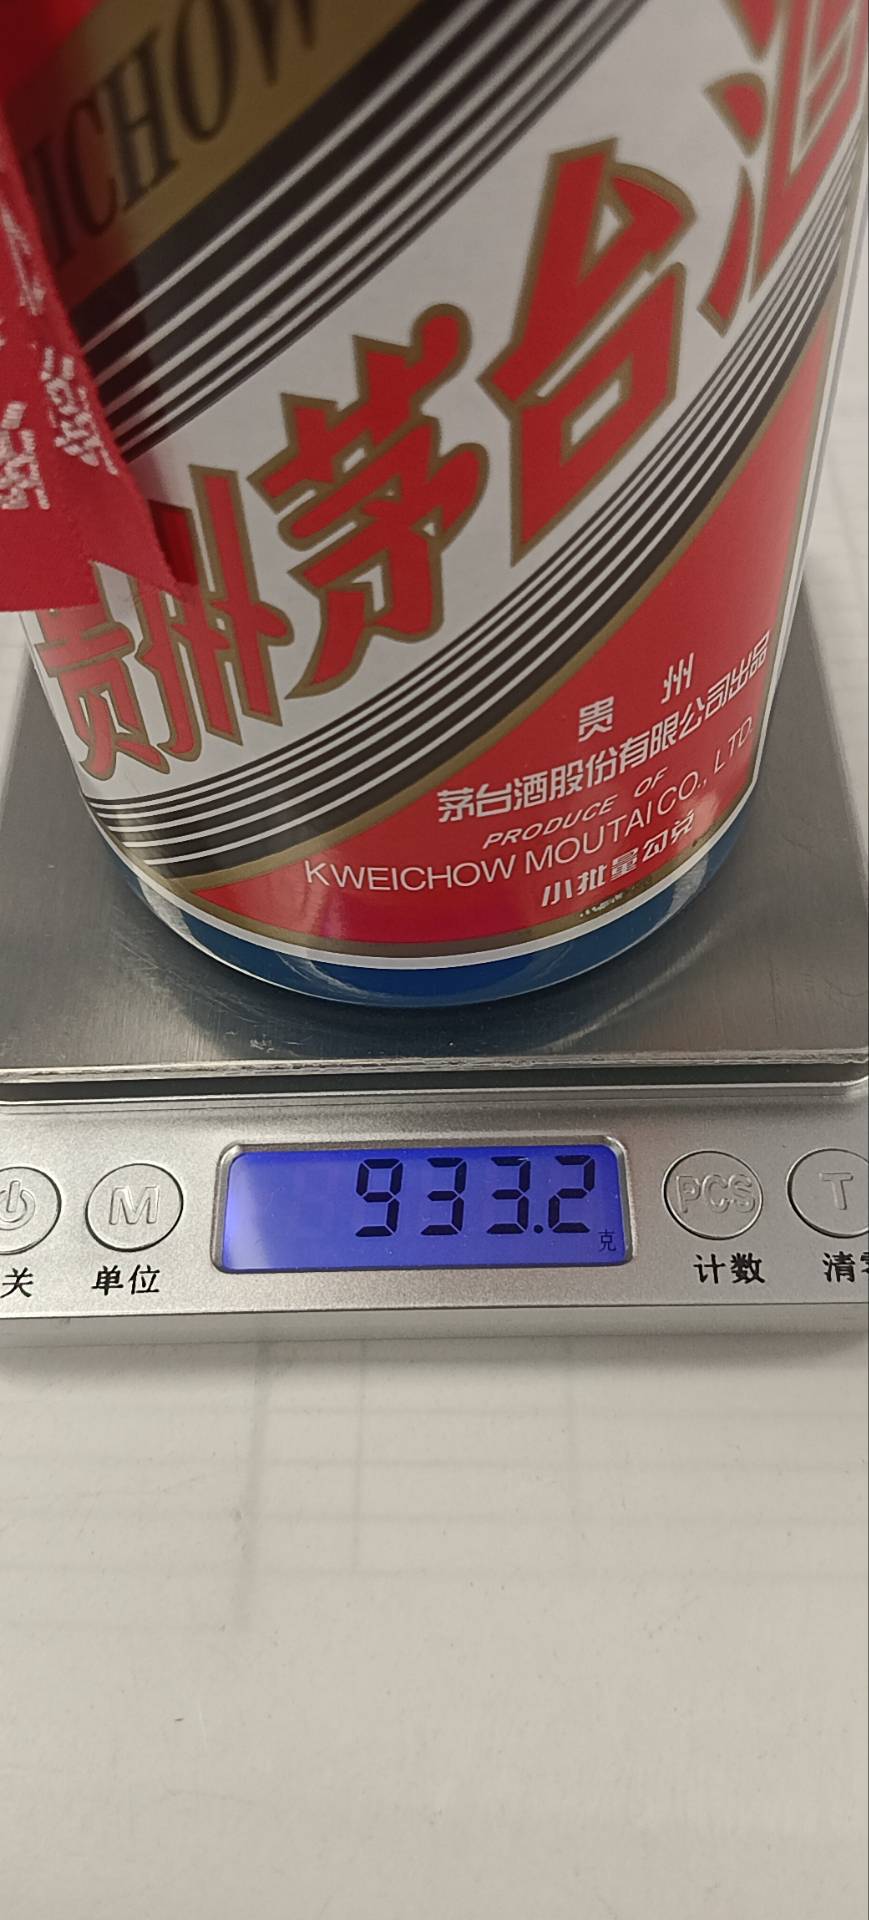 ICHOW
贵州茅台酒
贵州
茅台酒股份有限公司出品
PRODUCE OF
KWEICHOW MOUTAI CO., LTD.
小批量勾兑
933.2
克
M
PCS
T
关
单位
计数
清零